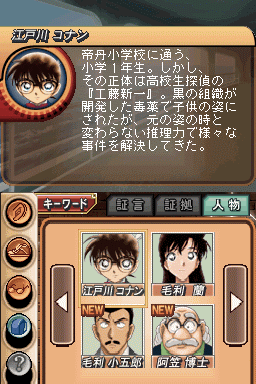 江戸川 コナン
帝丹小学校に通う、
小学１年生。しかし、
その正体は高校生探偵の
『工藤新一』。黒の組織が
開発した毒薬で子供の姿に
されたが、元の姿の時と
変わらない推理力で様々な
事件を解決してきた。
キーワード 証言 証拠 人物
江戸川 コナン 毛利 蘭
NEW NEW
毛利 小五郎 阿笠 博士
?